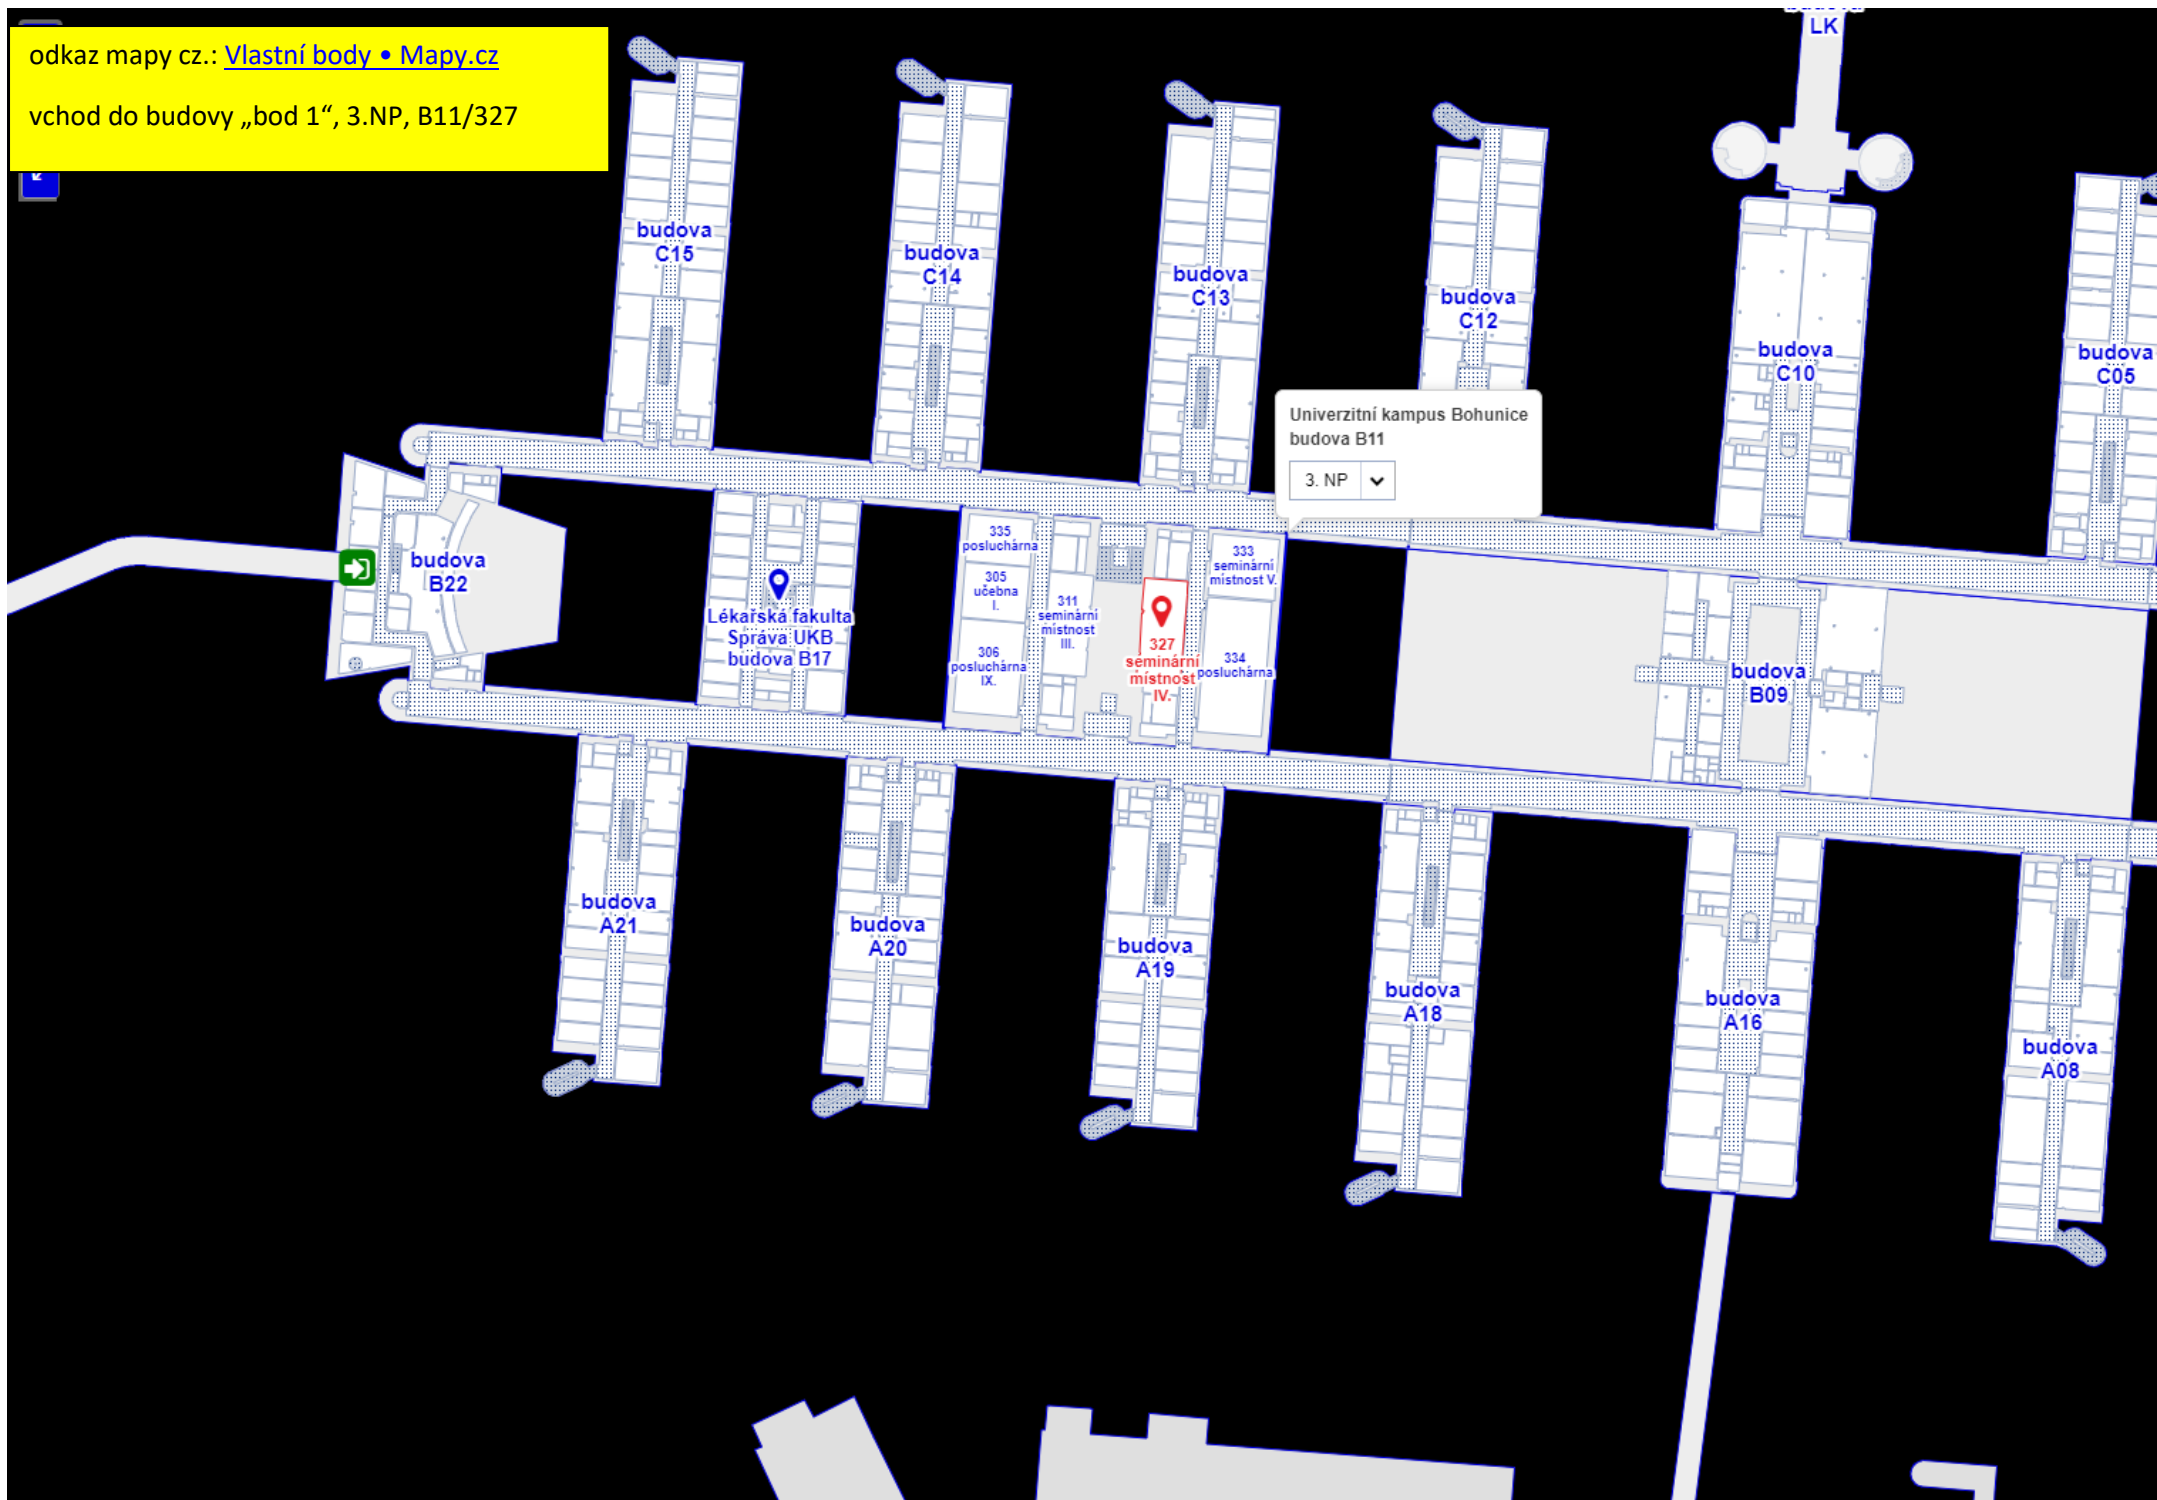 odkaz mapy cz.: Vlastní body • Mapy.cz
vchod do budovy „bod 1“, 3.NP, B11/327
LK
budova
C15
budova
C14
budova
C13
budova
C12
budova
C10
budova
C05
Univerzitní kampus Bohunice
budova B11
3. NP
budova
B22
Lékařská fakulta
Správa UKB
budova B17
335
posluchárna
305
učebna
I.
306
posluchárna
IX.
311
seminární
místnost
III.
327
seminární
místnost
IV.
333
seminární
místnost V.
334
posluchárna
budova
B09
budova
A21
budova
A20
budova
A19
budova
A18
budova
A16
budova
A08